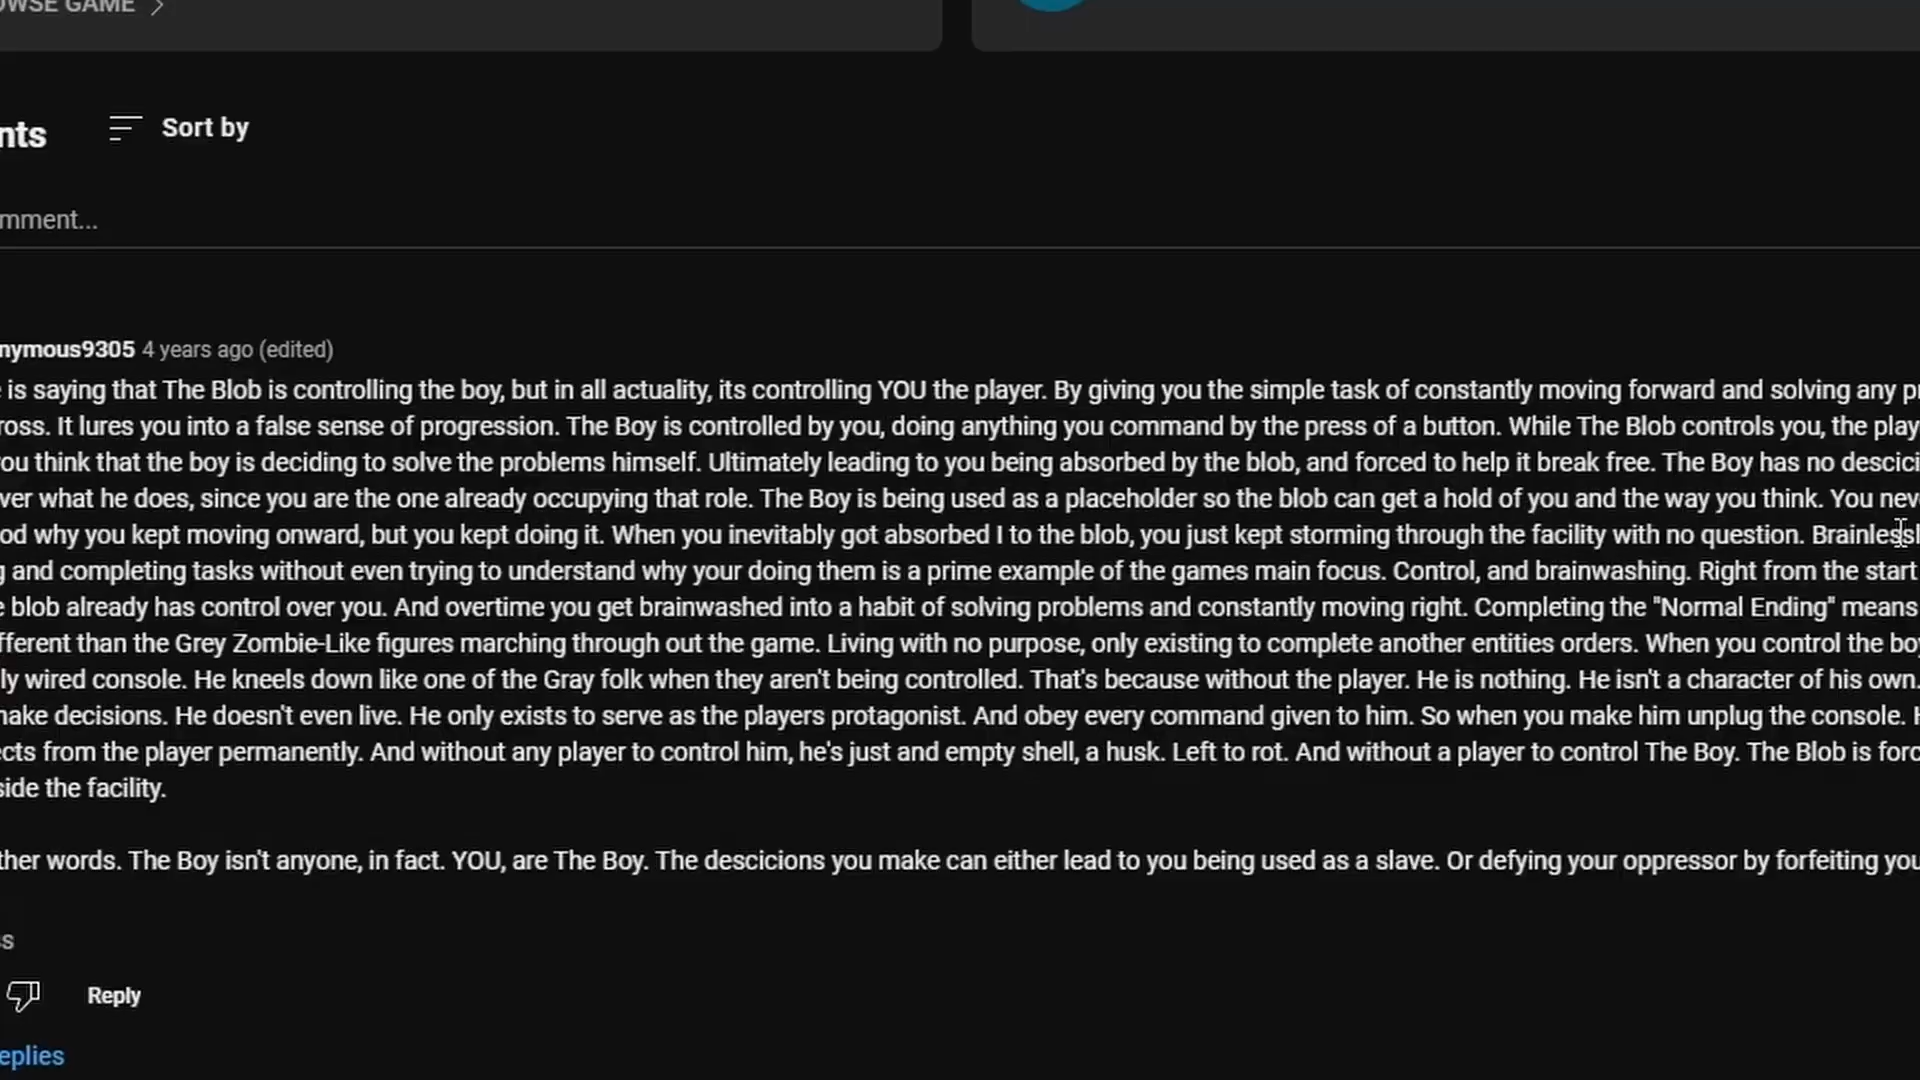 GAME
Sort by
nymous9305 4 years ago (edited)
is saying that The Blob is controlling the boy, but in all actuality, its controlling YOU the player. By giving you the simple task of constantly moving forward and solving any
It lures you into a false sense of progression. The Boy is controlled by you, doing anything you command by the press of a button. While The Blob controls you, the
you think that the boy is deciding to solve the problems himself. Ultimately leading to you being absorbed by the blob, and forced to help it break free. The Boy has no
ver what he does, since you are the one already occupying that role. The Boy is being used as a placeholder so the blob can get a hold of you and the way you think. You
od why you kept moving onward, but you kept doing it. When you inevitably got absorbed I to the blob, you just kept storming through the facility with no question.
g and completing tasks without even trying to understand why your doing them is a prime example of the games main focus. Control, and brainwashing. Right from the start
e blob already has control over you. And overtime you get brainwashed into a habit of solving problems and constantly moving right. Completing the "Normal Ending" means
fferent than the Grey Zombie-Like figures marching through out the game. Living with no purpose, only existing to complete another entities orders. When you control the
ly wired console. He kneels down like one of the Gray folk when they aren't being controlled. That's because without the player. He is nothing. He isn't a character of his own.
make decisions. He doesn't even live. He only exists to serve as the players protagonist. And obey every command given to him. So when you make him unplug the console.
cts from the player permanently. And without any player to control him, he's just and empty shell, a husk. Left to rot. And without a player to control The Boy. The Blob is
side the facility.
ther words. The Boy isn't anyone, in fact. YOU, are The Boy. The descicions you make can either lead to you being used as a slave. Or defying your oppressor by forfeiting
Reply
eplies